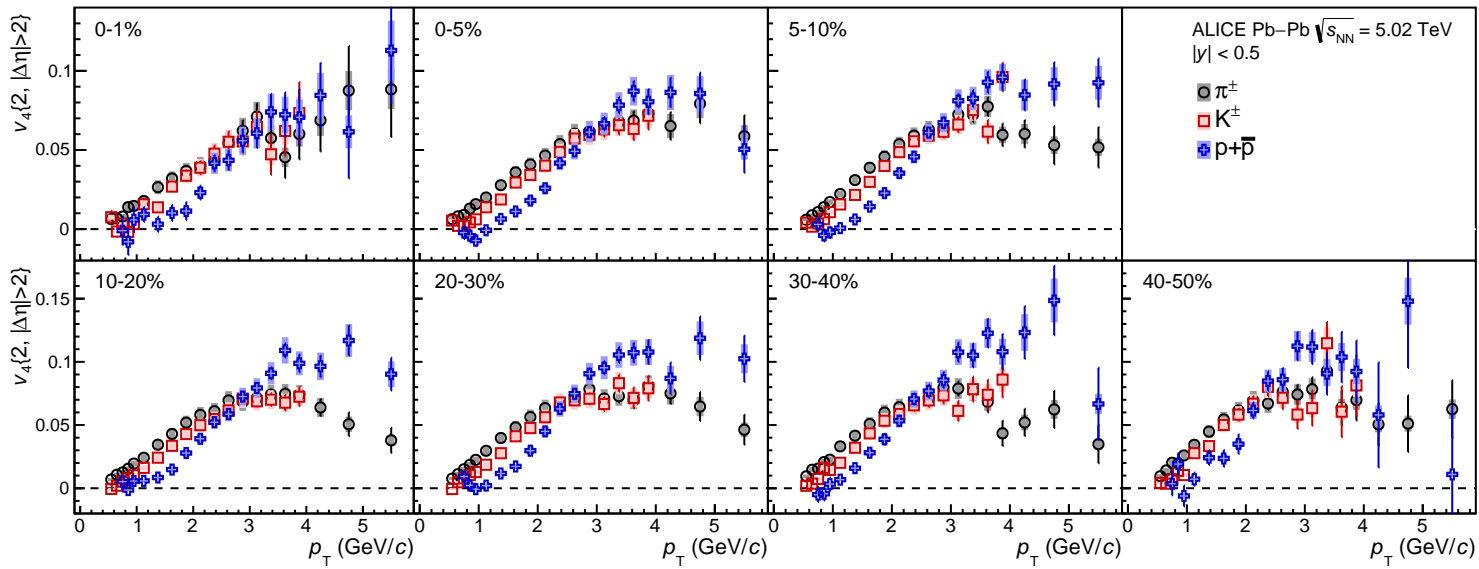 0-1%
0-5%
5-10%
ALICE Pb–Pb √sNN = 5.02 TeV
|y| < 0.5
π±
K±
p+p̅
v4{2, |Δη|>2}
0.1
0.05
0
10-20%
20-30%
30-40%
40-50%
v4{2, |Δη|>2}
0.15
0.1
0.05
0
0 1 2 3 4 5
0 1 2 3 4 5
0 1 2 3 4 5
0 1 2 3 4 5
pT (GeV/c)
pT (GeV/c)
pT (GeV/c)
pT (GeV/c)